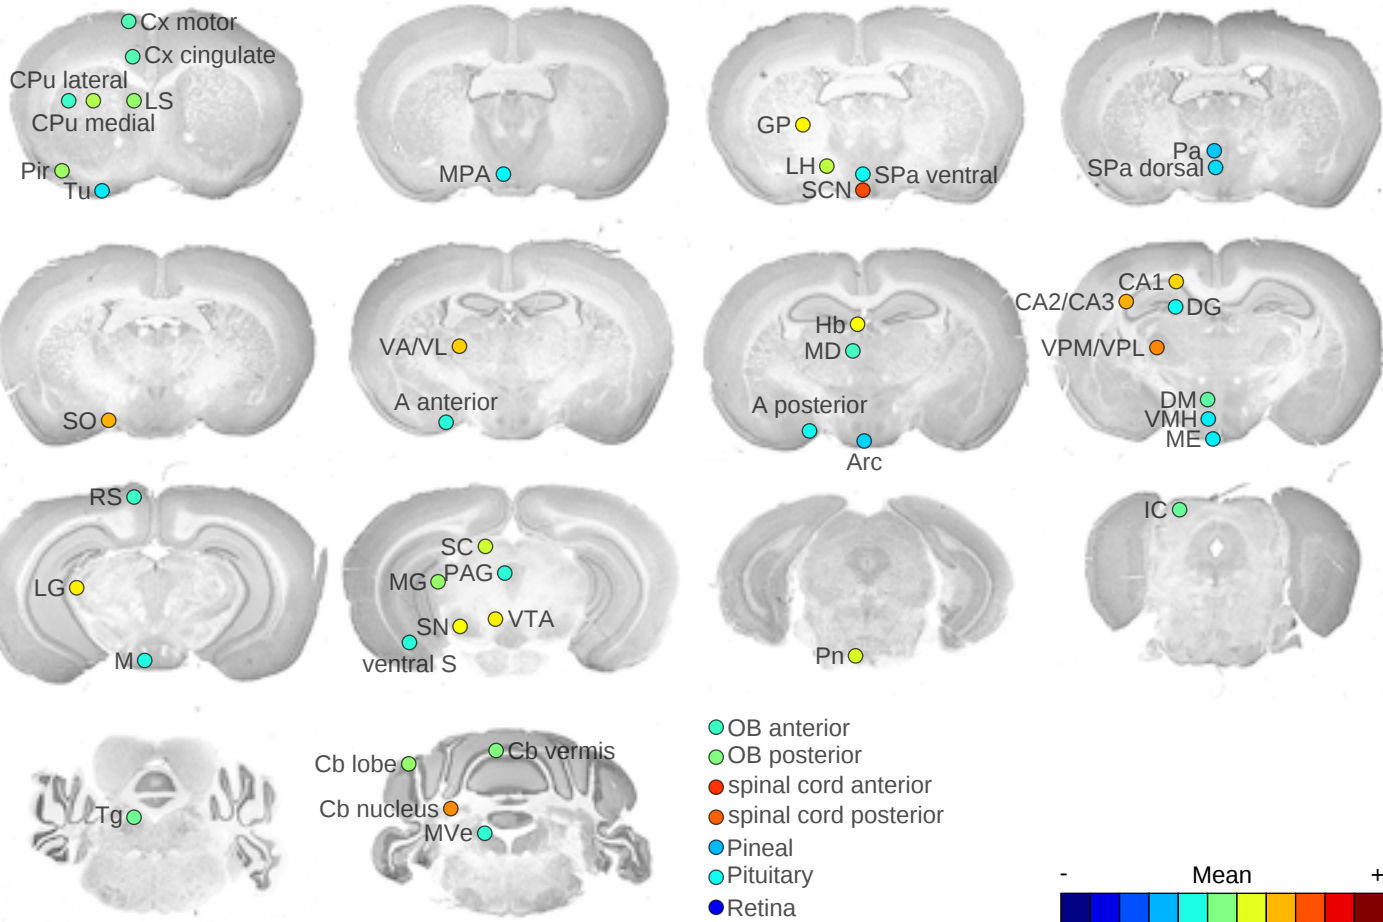 Cx motor
Cx cingulate
CPu lateral
LS
CPu medial
Pir
Tu
MPA
GP
LH
SPa ventral
SCN
Pa
SPa dorsal
SO
VA/VL
A anterior
Hb
MD
A posterior
Arc
CA1
CA2/CA3
DG
VPM/VPL
DM
VMH
ME
RS
LG
M
SC
PAG
MG
SN
VTA
ventral S
Pn
IC
Tg
Cb vermis
Cb lobe
Cb nucleus
MVe
OB anterior
OB posterior
spinal cord anterior
spinal cord posterior
Pineal
Pituitary
Retina
- Mean +